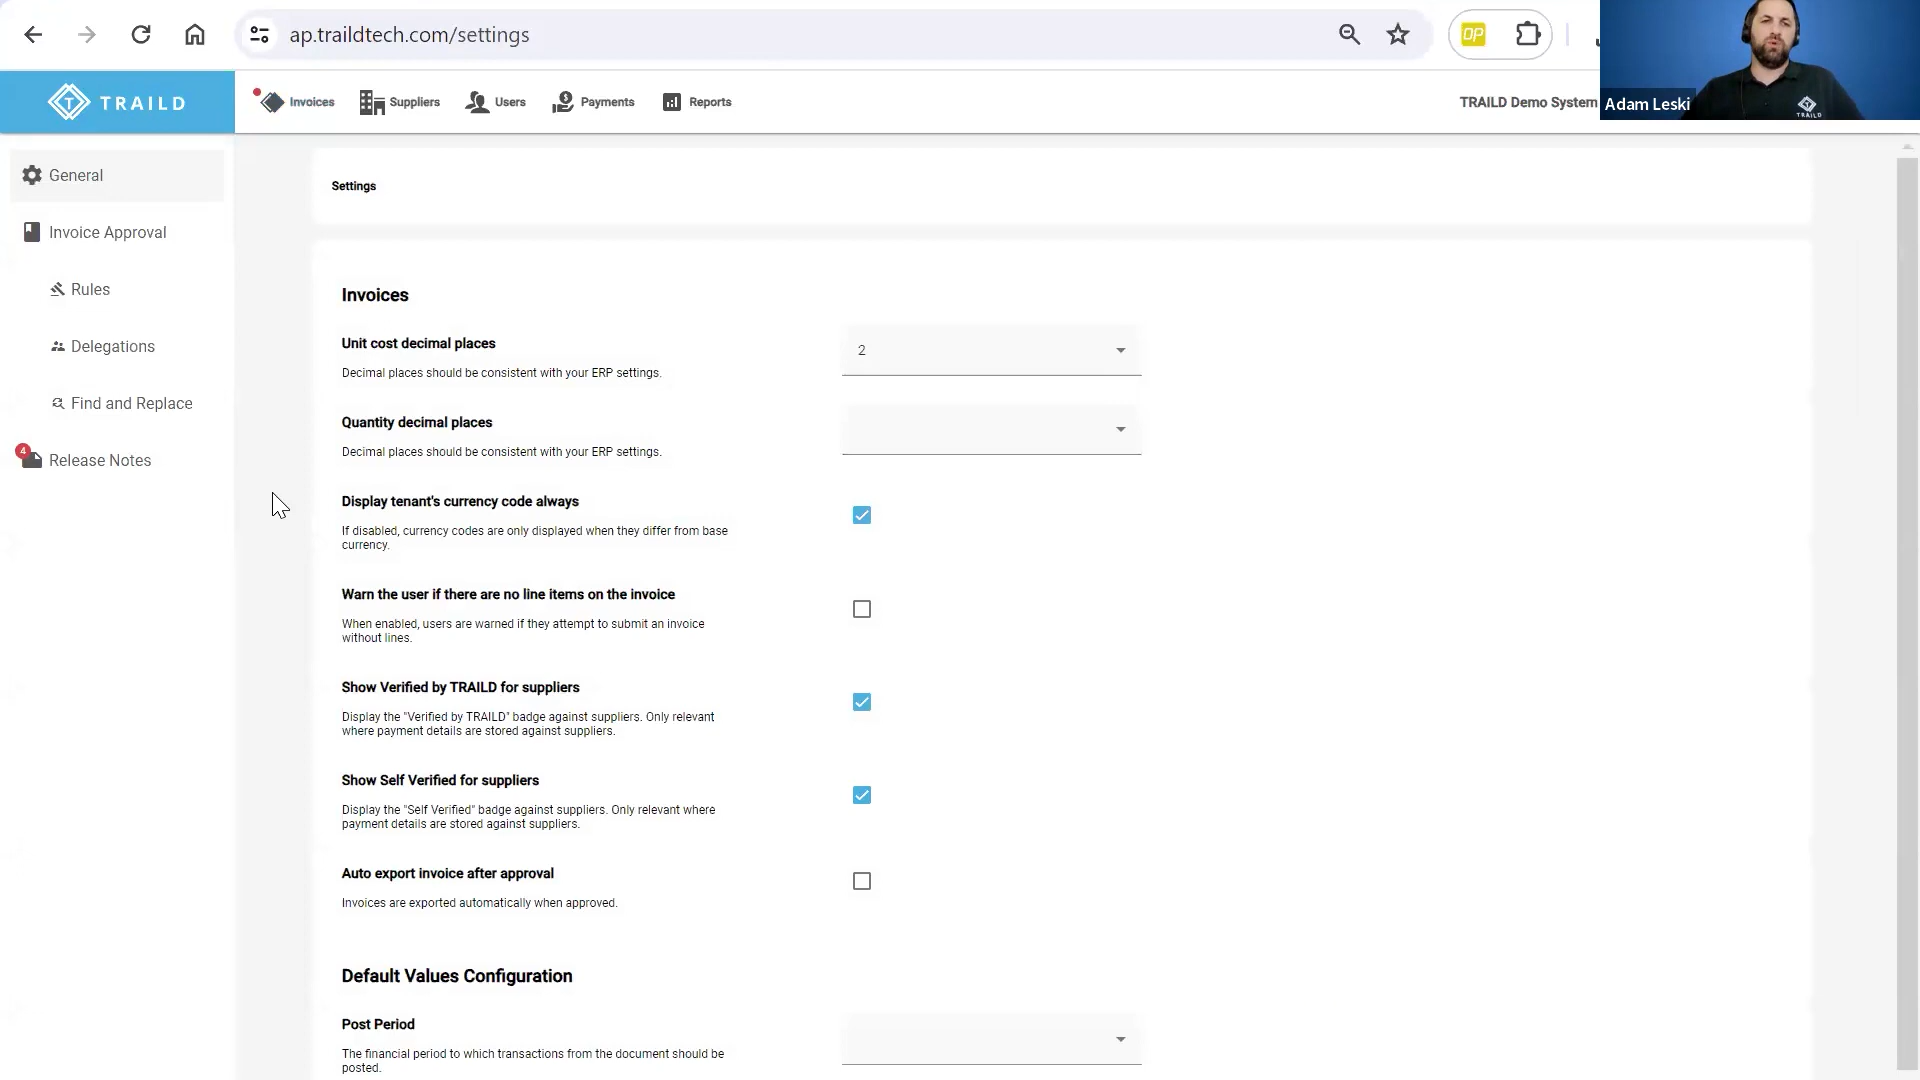 ap.traildtech.com/settings
OP
TRAILD
Invoices
Suppliers
Users
Payments
Reports
TRAILD Demo System
Adam Leski
TRAILD
General
Invoice Approval
Rules
Delegations
Find and Replace
4
Release Notes
Settings
Invoices
Unit cost decimal places
2
Decimal places should be consistent with your ERP settings.
Quantity decimal places
Decimal places should be consistent with your ERP settings.
Display tenant's currency code always
If disabled, currency codes are only displayed when they differ from base
currency.
Warn the user if there are no line items on the invoice
When enabled, users are warned if they attempt to submit an invoice
without lines.
Show Verified by TRAILD for suppliers
Display the "Verified by TRAILD" badge against suppliers. Only relevant
where payment details are stored against suppliers.
Show Self Verified for suppliers
Display the "Self Verified" badge against suppliers. Only relevant where
payment details are stored against suppliers.
Auto export invoice after approval
Invoices are exported automatically when approved.
Default Values Configuration
Post Period
The financial period to which transactions from the document should be
posted.